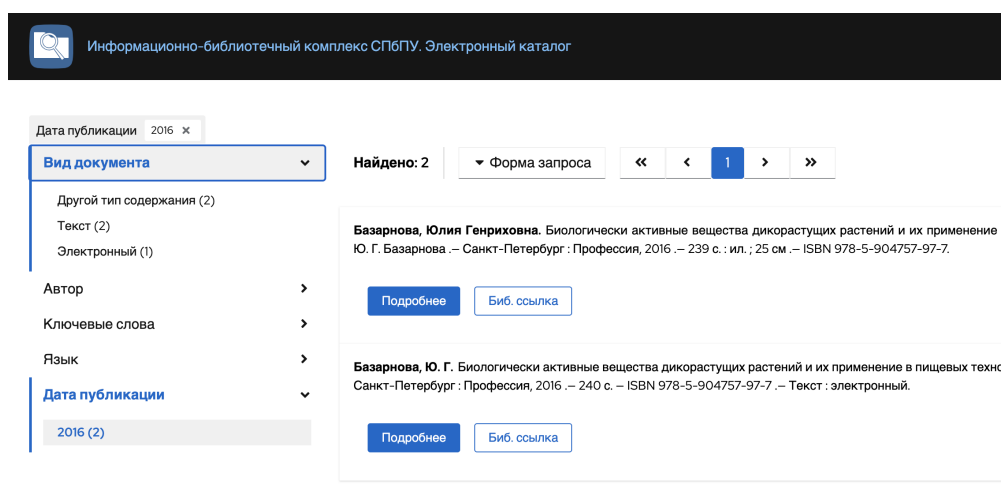 Информационно-библиотечный комплекс СПбПУ. Электронный каталог
Дата публикации 2016 ×
Вид документа
Другой тип содержания (2)
Текст (2)
Электронный (1)
Автор
Ключевые слова
Язык
Дата публикации
2016 (2)
Найдено: 2 Форма запроса « ‹ 1 › »
Базарнова, Юлия Генриховна. Биологически активные вещества дикорастущих растений и их применение
Ю. Г. Базарнова .— Санкт-Петербург : Профессия, 2016 .— 239 с. : ил. ; 25 см .— ISBN 978-5-904757-97-7.
Подробнее Биб. ссылка
Базарнова, Ю. Г. Биологически активные вещества дикорастущих растений и их применение в пищевых техно
Санкт-Петербург : Профессия, 2016 .— 240 с. — ISBN 978-5-904757-97-7 .— Текст : электронный.
Подробнее Биб. ссылка